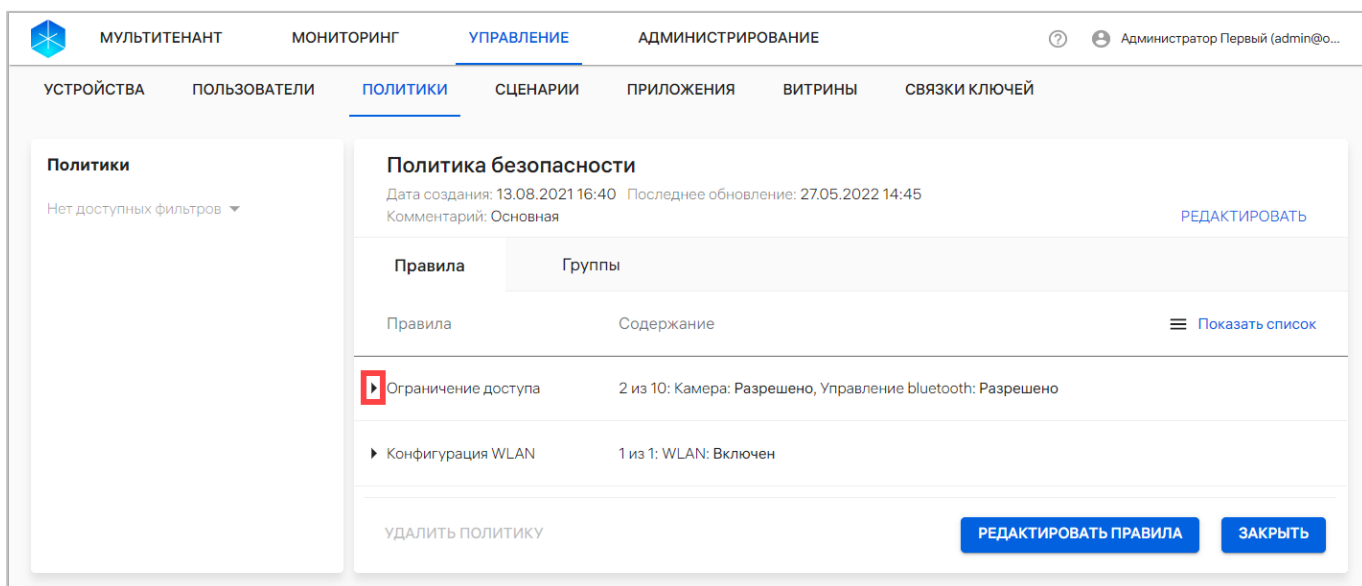 МУЛЬТИТЕНАНТ МОНИТОРИНГ УПРАВЛЕНИЕ АДМИНИСТРИРОВАНИЕ ? Администратор Первый (admin@o...
УСТРОЙСТВА ПОЛЬЗОВАТЕЛИ ПОЛИТИКИ СЦЕНАРИИ ПРИЛОЖЕНИЯ ВИТРИНЫ СВЯЗКИ КЛЮЧЕЙ
Политики
Нет доступных фильтров
Политика безопасности
Дата создания: 13.08.2021 16:40 Последнее обновление: 27.05.2022 14:45
Комментарий: Основная
РЕДАКТИРОВАТЬ
Правила Группы
Правила Содержание Показать список
Ограничение доступа 2 из 10: Камера: Разрешено, Управление bluetooth: Разрешено
Конфигурация WLAN 1 из 1: WLAN: Включен
УДАЛИТЬ ПОЛИТИКУ РЕДАКТИРОВАТЬ ПРАВИЛА ЗАКРЫТЬ